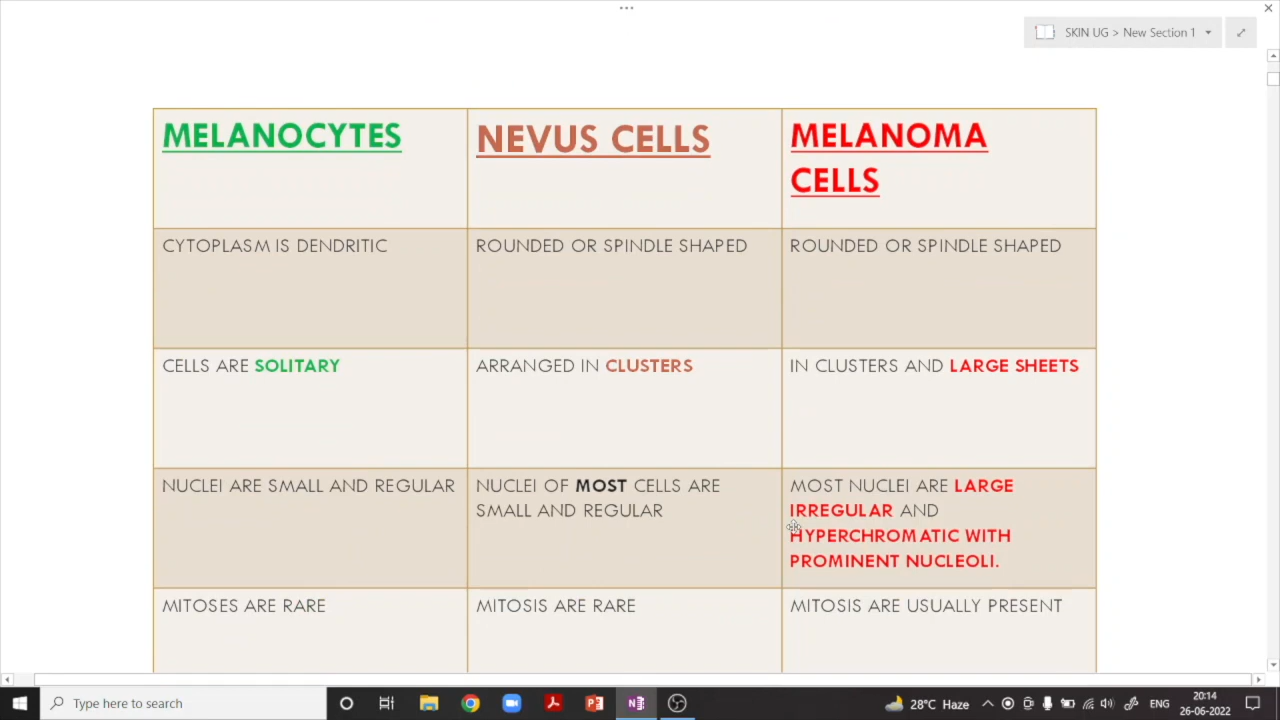 SKIN UG > New Section 1
MELANOCYTES
NEVUS CELLS
MELANOMA
CELLS
CYTOPLASM IS DENDRITIC
ROUNDED OR SPINDLE SHAPED
ROUNDED OR SPINDLE SHAPED
CELLS ARE SOLITARY
ARRANGED IN CLUSTERS
IN CLUSTERS AND LARGE SHEETS
NUCLEI ARE SMALL AND REGULAR
NUCLEI OF MOST CELLS ARE
SMALL AND REGULAR
MOST NUCLEI ARE LARGE
IRREGULAR AND
HYPERCHROMATIC WITH
PROMINENT NUCLEOLI.
MITOSES ARE RARE
MITOSIS ARE RARE
MITOSIS ARE USUALLY PRESENT
Type here to search
28°C Haze
ENG
20:14
26-06-2022